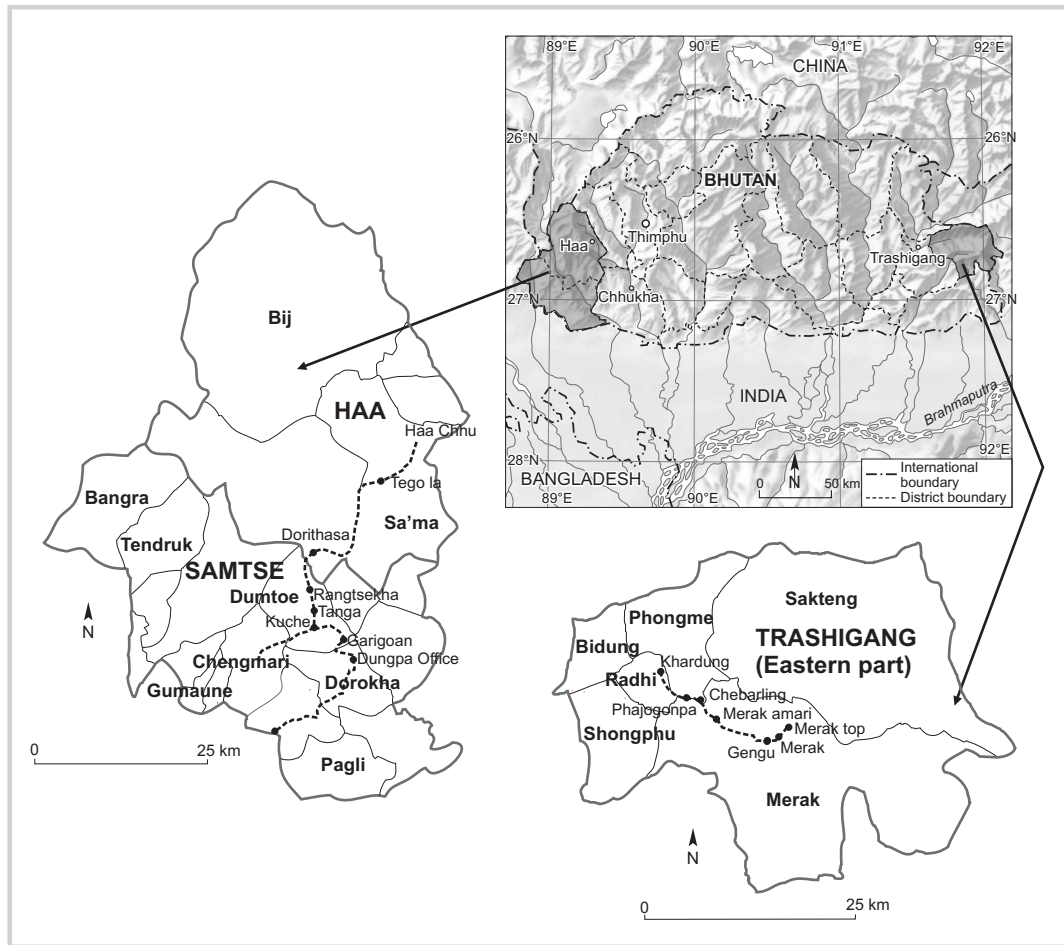 89°E
90°E
91°E
92°E
CHINA
26°N
26°N
BHUTAN
Thimphu
Haa
Trashigang
Chhukha
27°N
27°N
INDIA
Brahmaputra
92°E
28°N
BANGLADESH
89°E
90°E
N
0 50 km
International
boundary
District boundary
Bij
HAA
Haa Chhu
Tego la
Bangra
Sa'ma
Tendruk
Dorithasa
SAMTSE
Rangtsekha
Dumtoe
Tanga
Kuche
N
Garigoan
Chengmari
Dungpa Office
Gumaune
Dorokha
0 25 km
Pagli
Sakteng
Phongme
TRASHIGANG
(Eastern part)
Bidung
Khardung
Radhi
Chebarling
Phajogonpa
Merak amari
Merak top
Shongphu
Gengu
Merak
Merak
N
0 25 km